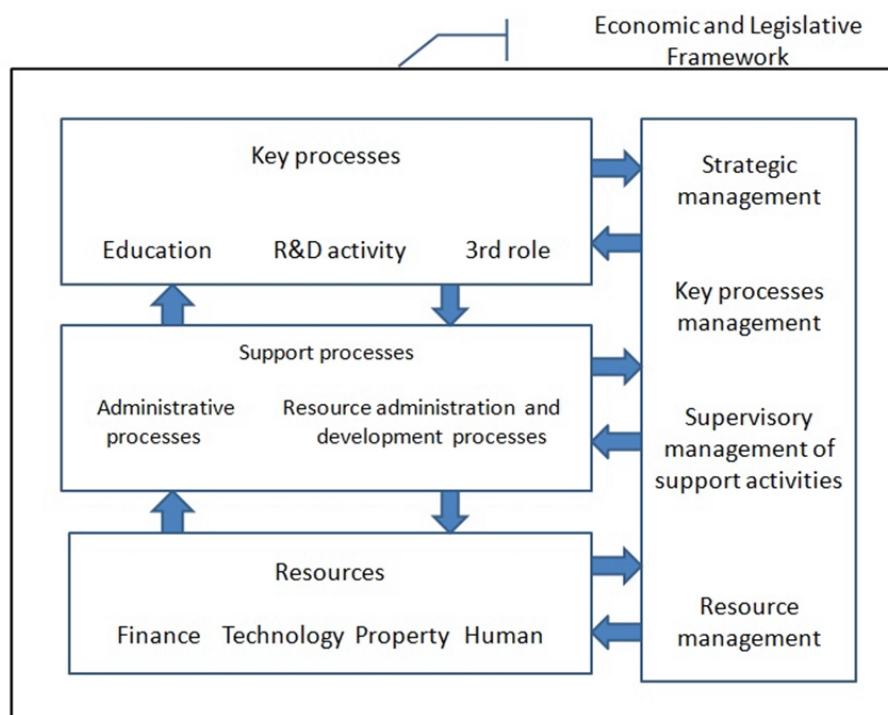 Economic and Legislative
Framework
Key processes
Education R&D activity 3rd role
Support processes
Administrative
processes
Resource administration and
development processes
Resources
Finance Technology Property Human
Strategic
management
Key processes
management
Supervisory
management of
support activities
Resource
management